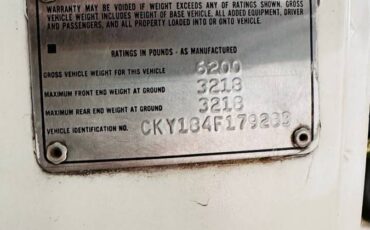 WARRANTY MAY BE VOID IF WEIGHT EXCEEDS ANY OF RATINGS SHOWN. GROSS
VEHICLE WEIGHT INCLUDES WEIGHT OF BASE VEHICLE, ALL ADDED EQUIPMENT, DRIVER
AND PASSENGERS, AND ALL PROPERTY LOADED INTO OR ONTO VEHICLE.
RATINGS IN POUNDS - AS MANUFACTURED
GROSS VEHICLE WEIGHT FOR THIS VEHICLE 6200
MAXIMUM FRONT END WEIGHT AT GROUND 3218
MAXIMUM REAR END WEIGHT AT GROUND 3218
VEHICLE IDENTIFICATION NO. CKY184F179283